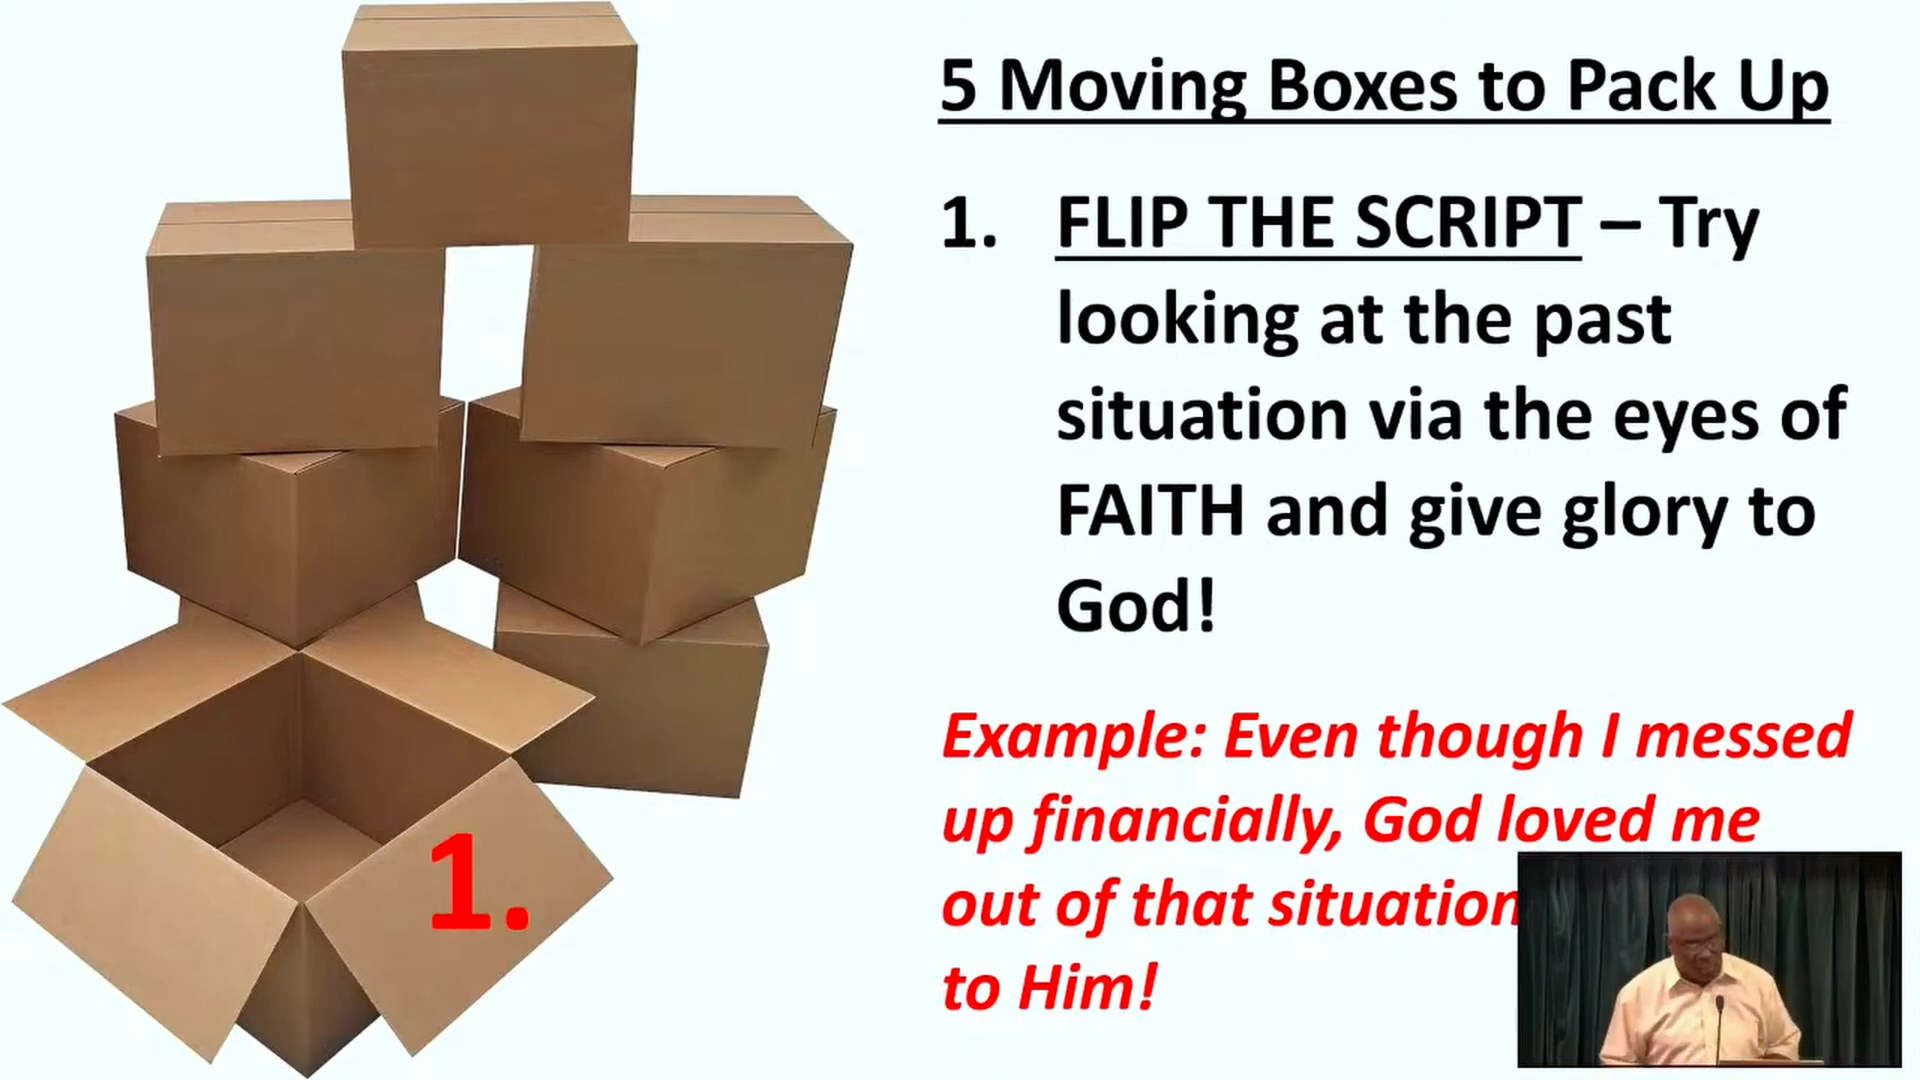 5 Moving Boxes to Pack Up
1. FLIP THE SCRIPT – Try
looking at the past
situation via the eyes of
FAITH and give glory to
God!
Example: Even though I messed
up financially, God loved me
out of that situation
to Him!
1.